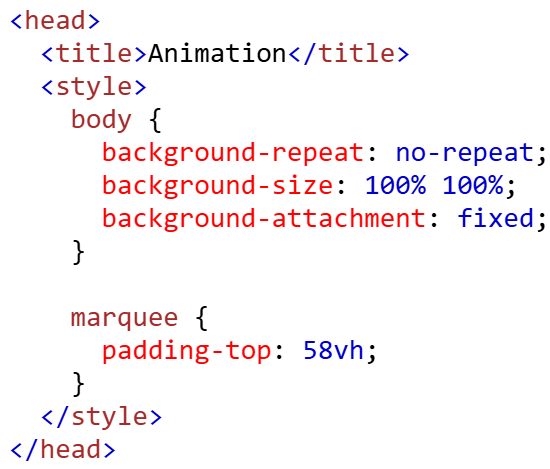 <head>
  <title>Animation</title>
  <style>
    body {
      background-repeat: no-repeat;
      background-size: 100% 100%;
      background-attachment: fixed;
    }

    marquee {
      padding-top: 58vh;
    }
  </style>
</head>